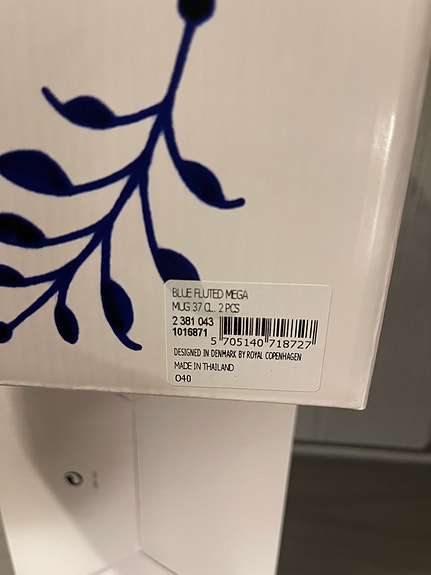 BLUE FLUTED MEGA
MUG 37 CL. 2 PCS
2 381 043
1016871
5 705140 718727
DESIGNED IN DENMARK BY ROYAL COPENHAGEN
MADE IN THAILAND
040